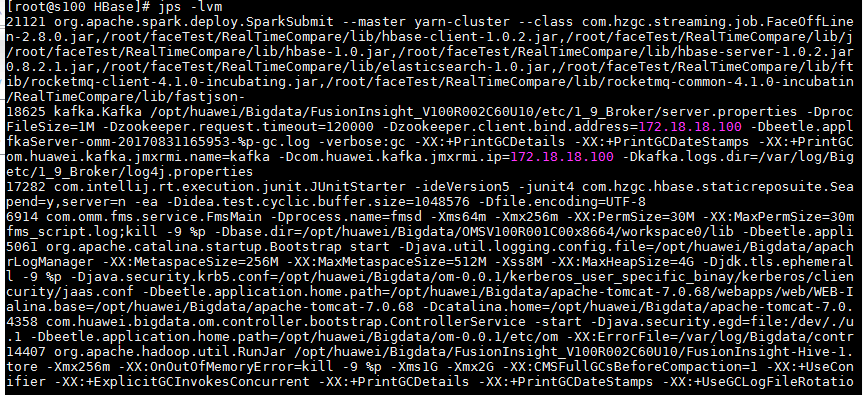 [root@s100 HBase]# jps -lvm
21121 org.apache.spark.deploy.SparkSubmit --master yarn-cluster --class com.hzgc.streaming.job.FaceOffLine
n-2.8.0.jar,/root/faceTest/RealTimeCompare/lib/hbase-client-1.0.2.jar,/root/faceTest/RealTimeCompare/lib/j
/root/faceTest/RealTimeCompare/lib/hbase-1.0.jar,/root/faceTest/RealTimeCompare/lib/hbase-server-1.0.2.jar
0.8.2.1.jar,/root/faceTest/RealTimeCompare/lib/elasticsearch-1.0.jar,/root/faceTest/RealTimeCompare/lib/ft
ib/rocketmq-client-4.1.0-incubating.jar,/root/faceTest/RealTimeCompare/lib/rocketmq-common-4.1.0-incubatin
/RealTimeCompare/lib/fastjson-
18625 kafka.Kafka /opt/huawei/Bigdata/FusionInsight_V100R002C60U10/etc/1_9_Broker/server.properties -Dproc
FileSize=1M -Dzookeeper.request.timeout=120000 -Dzookeeper.client.bind.address=172.18.18.100 -Dbeetle.appl
fkaServer-omm-20170831165953-%p-gc.log -verbose:gc -XX:+PrintGCDetails -XX:+PrintGCDateStamps -XX:+PrintGC
om.huawei.kafka.jmxrmi.name=kafka -Dcom.huawei.kafka.jmxrmi.ip=172.18.18.100 -Dkafka.logs.dir=/var/log/Big
etc/1_9_Broker/log4j.properties
17282 com.intellij.rt.execution.junit.JUnitStarter -ideVersion5 -junit4 com.hzgc.hbase.staticreposuite.Sea
pend=y,server=n -ea -Didea.test.cyclic.buffer.size=1048576 -Dfile.encoding=UTF-8
6914 com.omm.fms.service.FmsMain -Dprocess.name=fmsd -Xms64m -Xmx256m -XX:PermSize=30M -XX:MaxPermSize=30m
fms_script.log;kill -9 %p -Dbase.dir=/opt/huawei/Bigdata/OMSV100R001C00x8664/workspace0/lib -Dbeetle.appli
5061 org.apache.catalina.startup.Bootstrap start -Djava.util.logging.config.file=/opt/huawei/Bigdata/apach
rLogManager -XX:MetaspaceSize=256M -XX:MaxMetaspaceSize=512M -Xss8M -XX:MaxHeapSize=4G -Djdk.tls.ephemeral
l -9 %p -Djava.security.krb5.conf=/opt/huawei/Bigdata/om-0.0.1/kerberos_user_specific_binay/kerberos/clien
curity/jaas.conf -Dbeetle.application.home.path=/opt/huawei/Bigdata/apache-tomcat-7.0.68/webapps/web/WEB-I
alina.base=/opt/huawei/Bigdata/apache-tomcat-7.0.68 -Dcatalina.home=/opt/huawei/Bigdata/apache-tomcat-7.0.
4358 com.huawei.bigdata.om.controller.bootstrap.ControllerService -start -Djava.security.egd=file:/dev/./u
.1 -Dbeetle.application.home.path=/opt/huawei/Bigdata/om-0.0.1/etc/om -XX:ErrorFile=/var/log/Bigdata/contr
14407 org.apache.hadoop.util.RunJar /opt/huawei/Bigdata/FusionInsight_V100R002C60U10/FusionInsight-Hive-1.
tore -Xmx256m -XX:OnOutOfMemoryError=kill -9 %p -Xms1G -Xmx2G -XX:CMSFullGCsBeforeCompaction=1 -XX:+UseCon
ifier -XX:+ExplicitGCInvokesConcurrent -XX:+PrintGCDetails -XX:+PrintGCDateStamps -XX:+UseGCLogFileRotatio